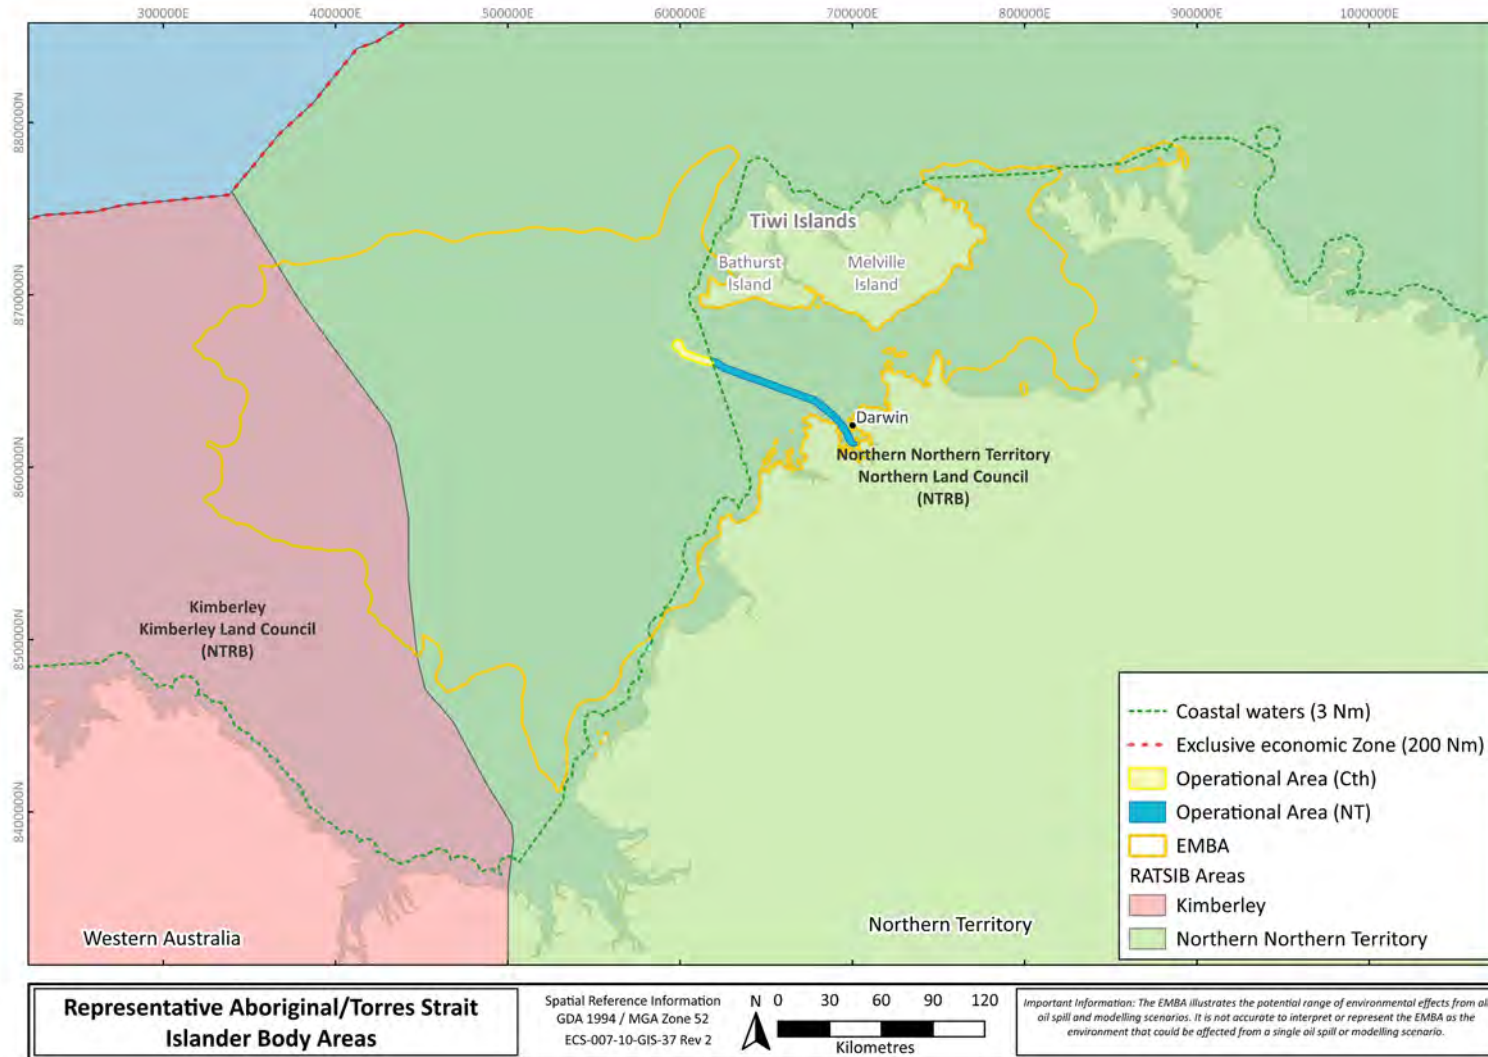 300000E
400000E
500000E
600000E
700000E
800000E
900000E
1000000E
8800000N
8700000N
8600000N
8500000N
8400000N
Tiwi Islands
Bathurst
Island
Melville
Island
Darwin
Northern Northern Territory
Northern Land Council
(NTRB)
Kimberley
Kimberley Land Council
(NTRB)
Western Australia
Northern Territory
Coastal waters (3 Nm)
Exclusive economic Zone (200 Nm)
Operational Area (Cth)
Operational Area (NT)
EMBA
RATSIB Areas
Kimberley
Northern Northern Territory
Representative Aboriginal/Torres Strait
Islander Body Areas
Spatial Reference Information
GDA 1994 / MGA Zone 52
ECS-007-10-GIS-37 Rev 2
N
0 30 60 90 120
Kilometres
Important Information: The EMBA illustrates the potential range of environmental effects from all
oil spill and modelling scenarios. It is not accurate to interpret or represent the EMBA as the
environment that could be affected from a single oil spill or modelling scenario.